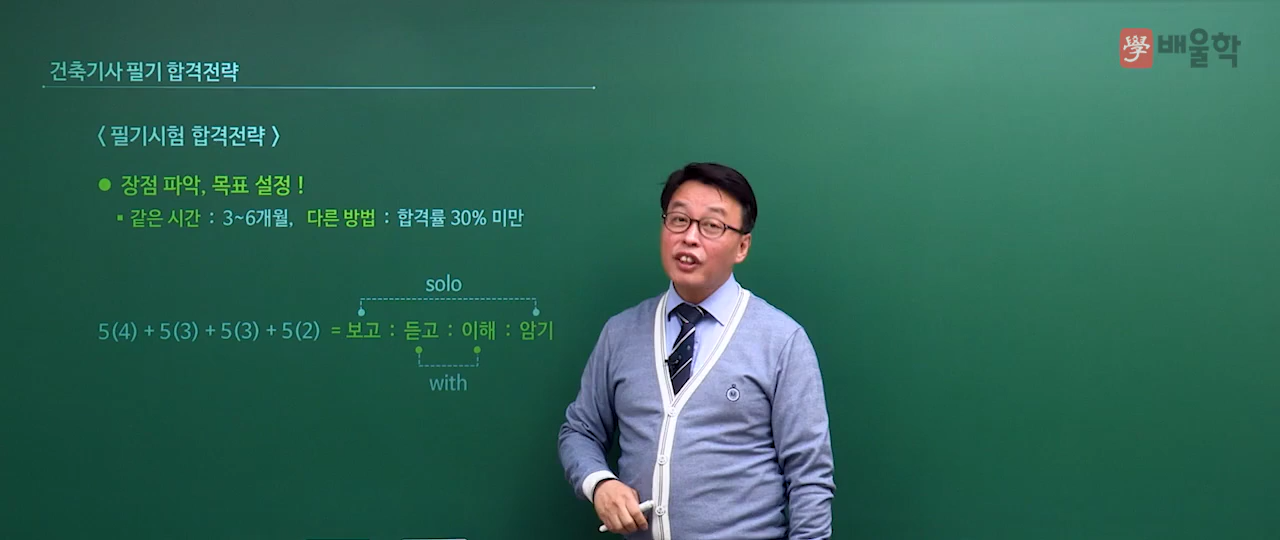 건축기사 필기 합격전략
學 배울학
< 필기시험 합격전략 >
● 장점 파악, 목표 설정 !
▪ 같은 시간 : 3~6개월, 다른 방법 : 합격률 30% 미만
solo
5(4) + 5(3) + 5(3) + 5(2) = 보고 : 듣고 : 이해 : 암기
with